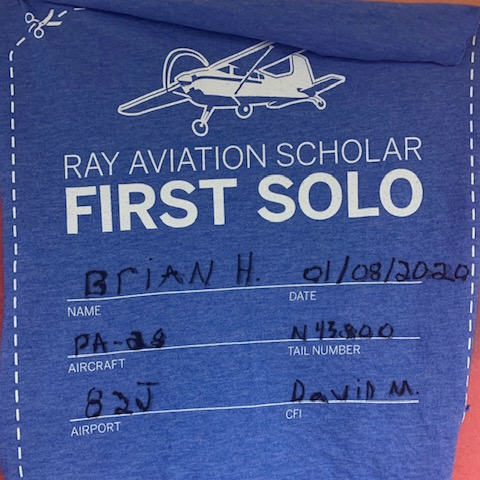 RAY AVIATION SCHOLAR
FIRST SOLO
BRIAN H. 01/08/2020
NAME DATE
PA-28 N43800
AIRCRAFT TAIL NUMBER
82J David M.
AIRPORT CFI